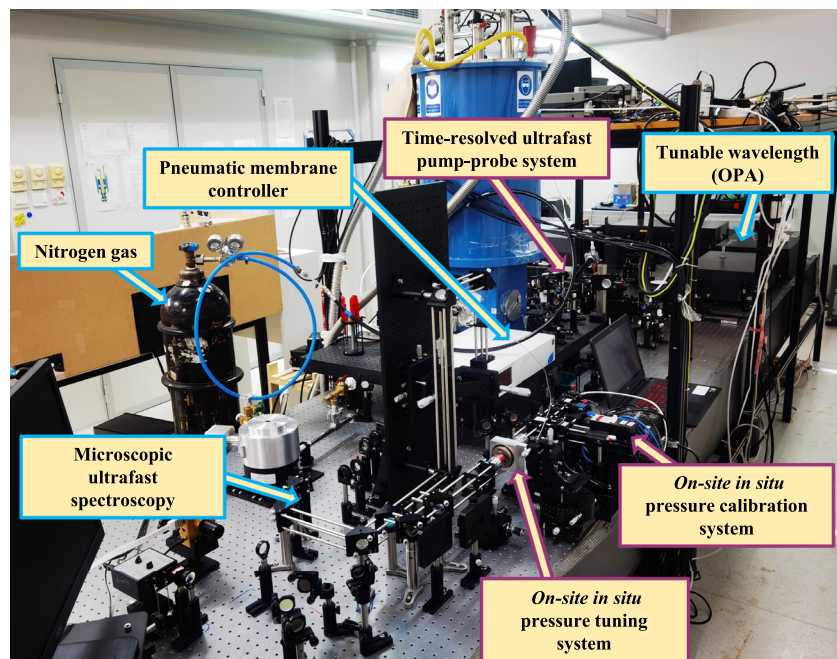 Time-resolved ultrafast
pump-probe system
Tunable wavelength
(OPA)
Pneumatic membrane
controller
Nitrogen gas
Microscopic
ultrafast
spectroscopy
On-site in situ
pressure calibration
system
On-site in situ
pressure tuning
system